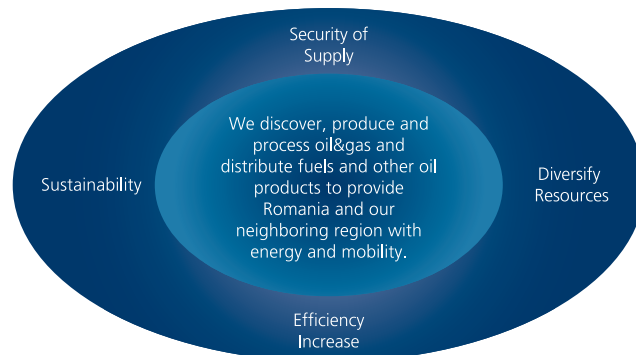 Security of
Supply
We discover, produce and
process oil&gas and
distribute fuels and other oil
products to provide
Romania and our
neighboring region with
energy and mobility.
Sustainability
Diversify
Resources
Efficiency
Increase